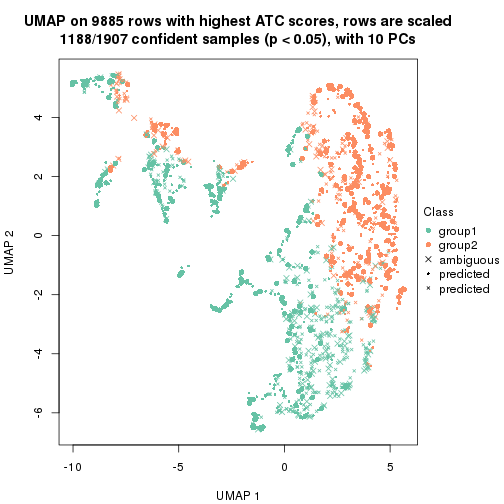 UMAP on 9885 rows with highest ATC scores, rows are scaled
1188/1907 confident samples (p < 0.05), with 10 PCs
4
2
0
-2
-4
-6
UMAP 2
-10
-5
0
5
UMAP 1
Class
group1
group2
ambiguous
predicted
predicted